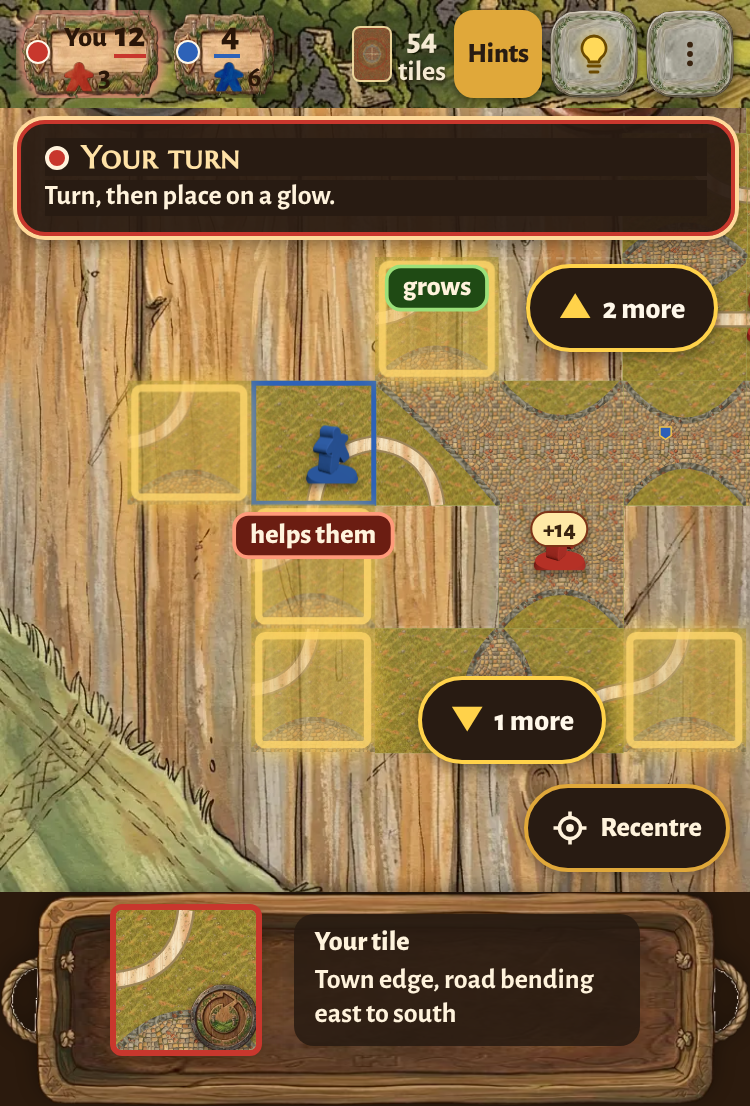 You 12
3
4
6
54
tiles
Hints
Your turn
Turn, then place on a glow.
grows
2 more
helps them
+14
1 more
Recentre
Your tile
Town edge, road bending
east to south